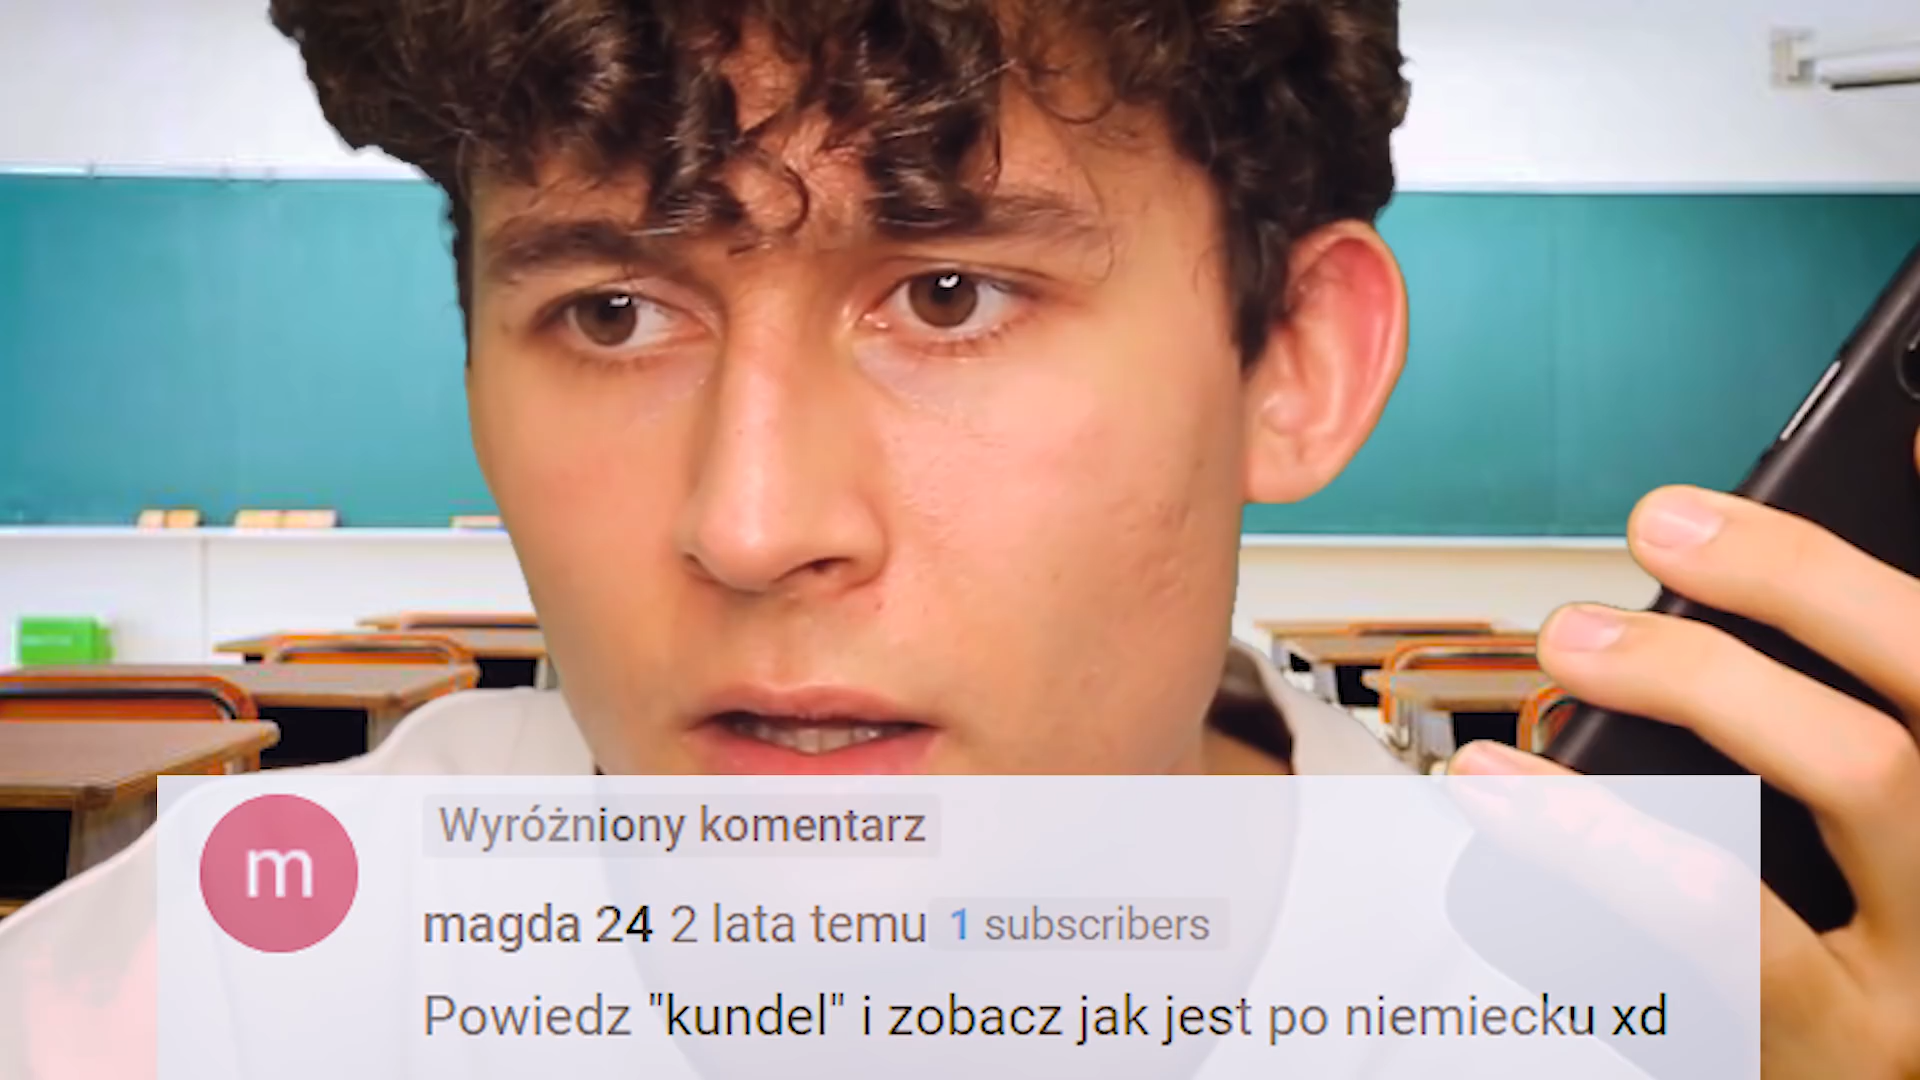 m
Wyróżniony komentarz
magda 24 2 lata temu 1 subscribers
Powiedz "kundel" i zobacz jak jest po niemiecku xd